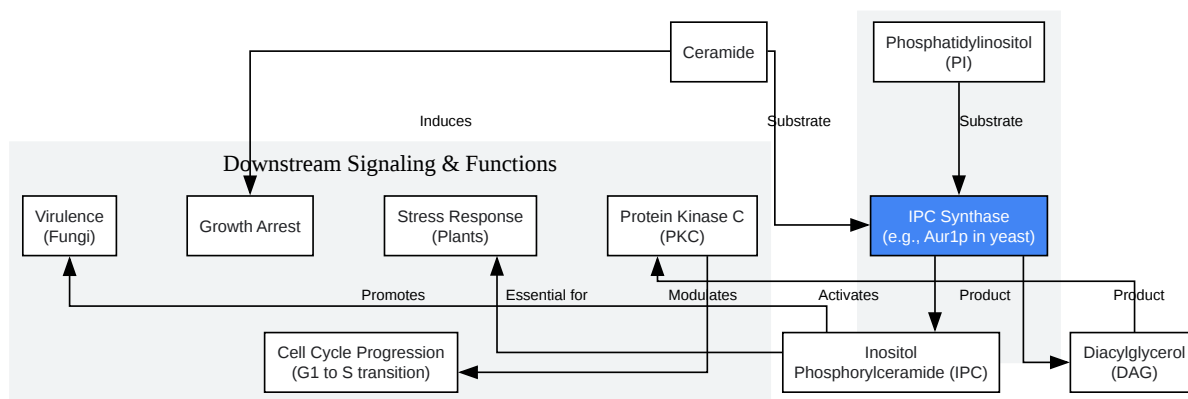 Ceramide
Phosphatidylinositol
(PI)
Induces
Substrate
Substrate
Downstream Signaling & Functions
Virulence
(Fungi)
Growth Arrest
Stress Response
(Plants)
Protein Kinase C
(PKC)
IPC Synthase
(e.g., Aur1p in yeast)
Promotes
Essential for
Modulates
Activates
Product
Product
Cell Cycle Progression
(G1 to S transition)
Inositol
Phosphorylceramide (IPC)
Diacylglycerol
(DAG)